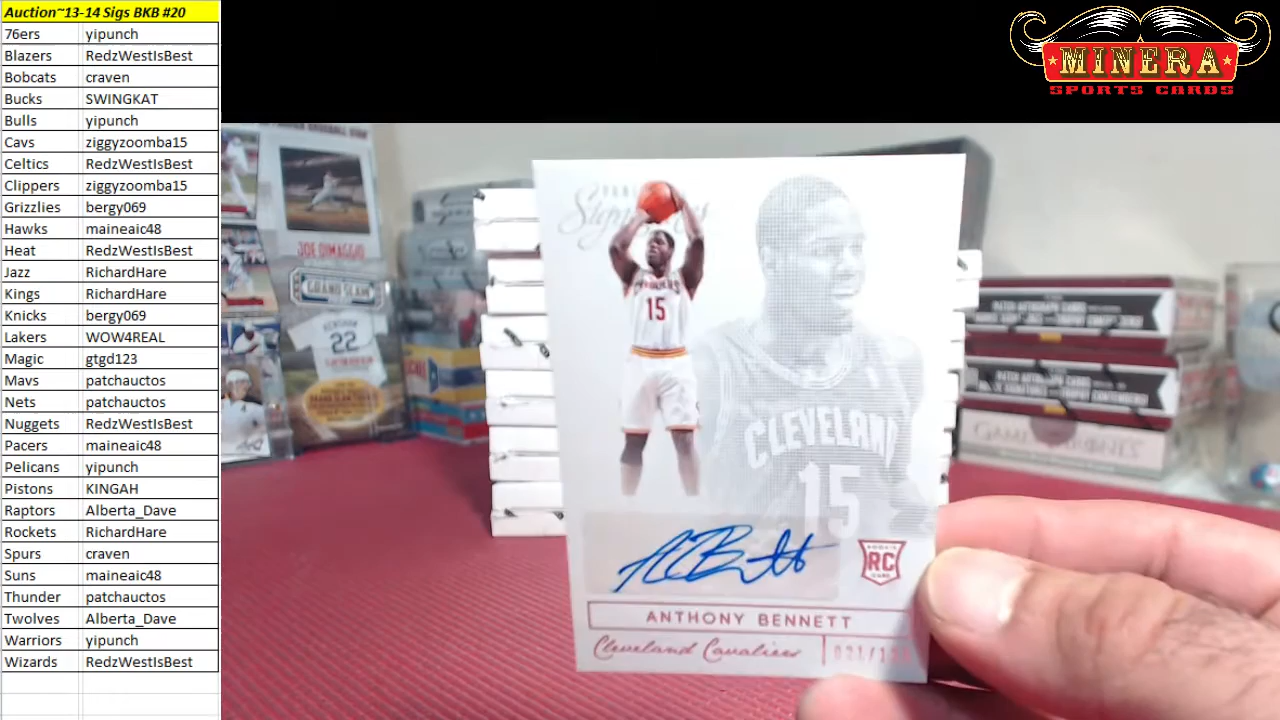 Auction~13-14 Sigs BKB #20
76ers yipunch
Blazers RedzWestIsBest
Bobcats craven
Bucks SWINGKAT
Bulls yipunch
Cavs ziggyzoomba15
Celtics RedzWestIsBest
Clippers ziggyzoomba15
Grizzlies bergy069
Hawks maineaic48
Heat RedzWestIsBest
Jazz RichardHare
Kings RichardHare
Knicks bergy069
Lakers WOW4REAL
Magic gtgd123
Mavs patchauctos
Nets patchauctos
Nuggets RedzWestIsBest
Pacers maineaic48
Pelicans yipunch
Pistons KINGAH
Raptors Alberta_Dave
Rockets RichardHare
Spurs craven
Suns maineaic48
Thunder patchauctos
Twolves Alberta_Dave
Warriors yipunch
Wizards RedzWestIsBest
MINERA
SPORTS CARDS
JOE DIMAGGIO
GRAND SLAM
22
15
CLEVELAND
15
RC
ANTHONY BENNETT
Cleveland Cavaliers